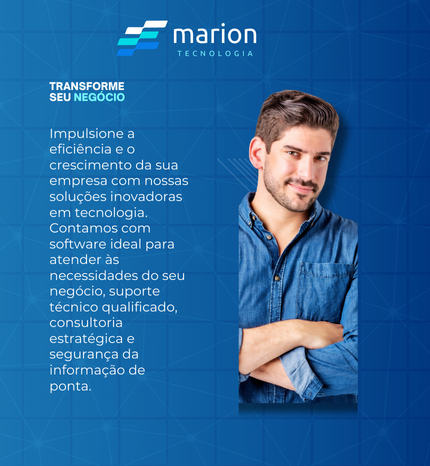 marion
TECNOLOGIA
TRANSFORME
SEU NEGÓCIO
Impulsione a
eficiência e o
crescimento da sua
empresa com nossas
soluções inovadoras
em tecnologia.
Contamos com
software ideal para
atender às
necessidades do seu
negócio, suporte
técnico qualificado,
consultoria
estratégica e
segurança da
informação de
ponta.